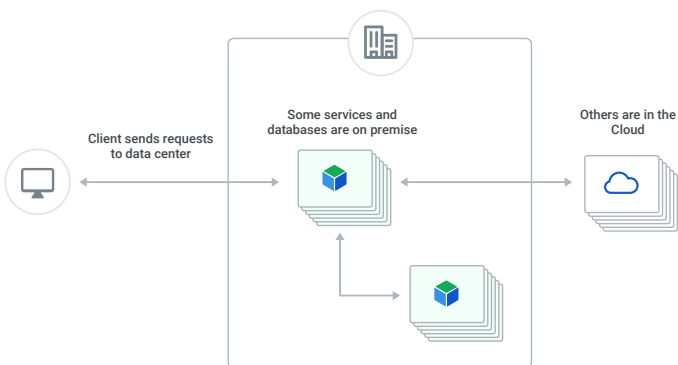 Client sends requests
to data center
Some services and
databases are on premise
Others are in the
Cloud